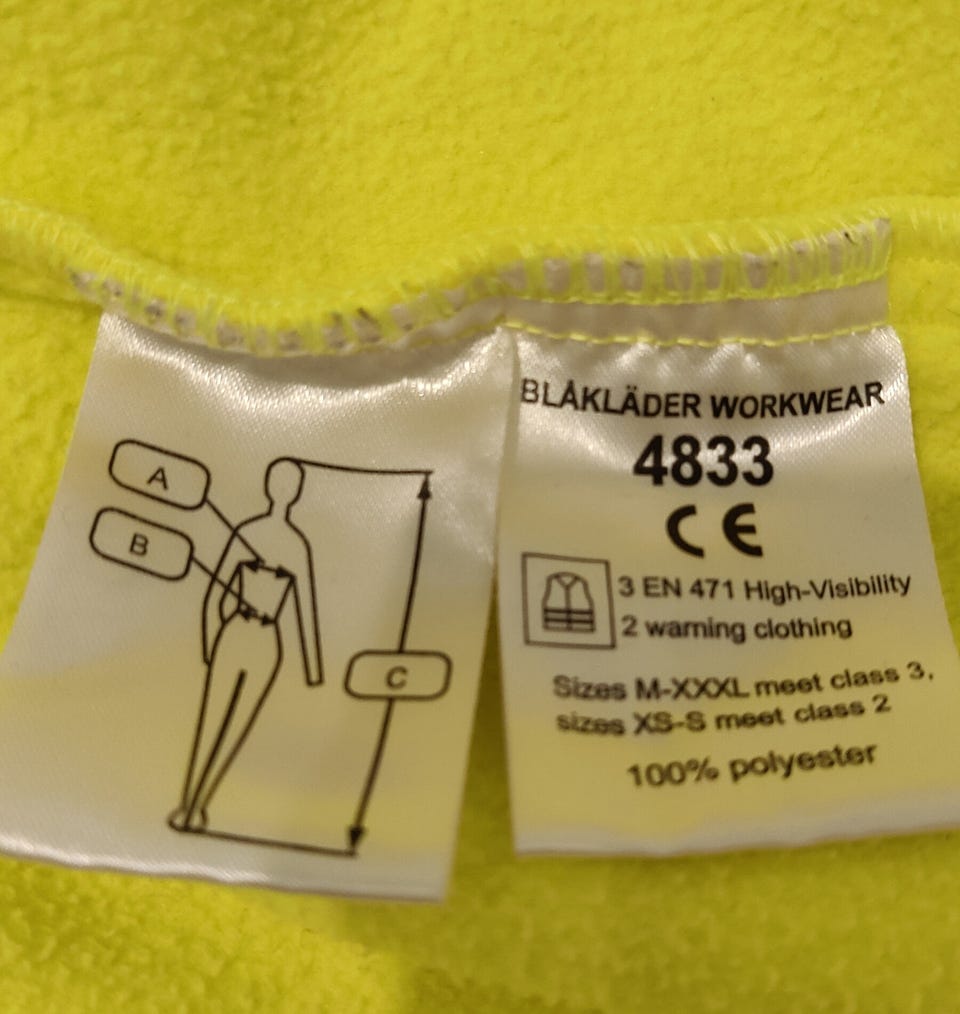 A
B
C
BLÅKLÄDER WORKWEAR
4833
CE
3 EN 471 High-Visibility
2 warning clothing
Sizes M-XXXL meet class 3,
sizes XS-S meet class 2
100% polyester